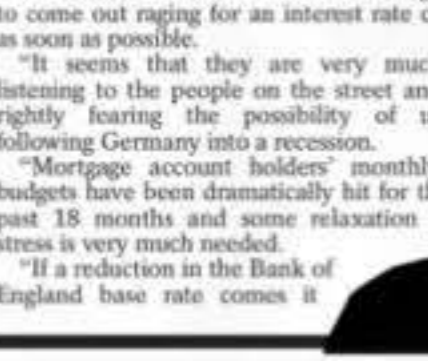 to come out raging for an interest rate
as soon as possible.
"It seems that they are very muc
listening to the people on the street an
rightly fearing the possibility of u
following Germany into a recession.
"Mortgage account holders' monthly
budgets have been dramatically hit for th
past 18 months and some relaxation
stress is very much needed.
"If a reduction in the Bank of
England base rate comes it